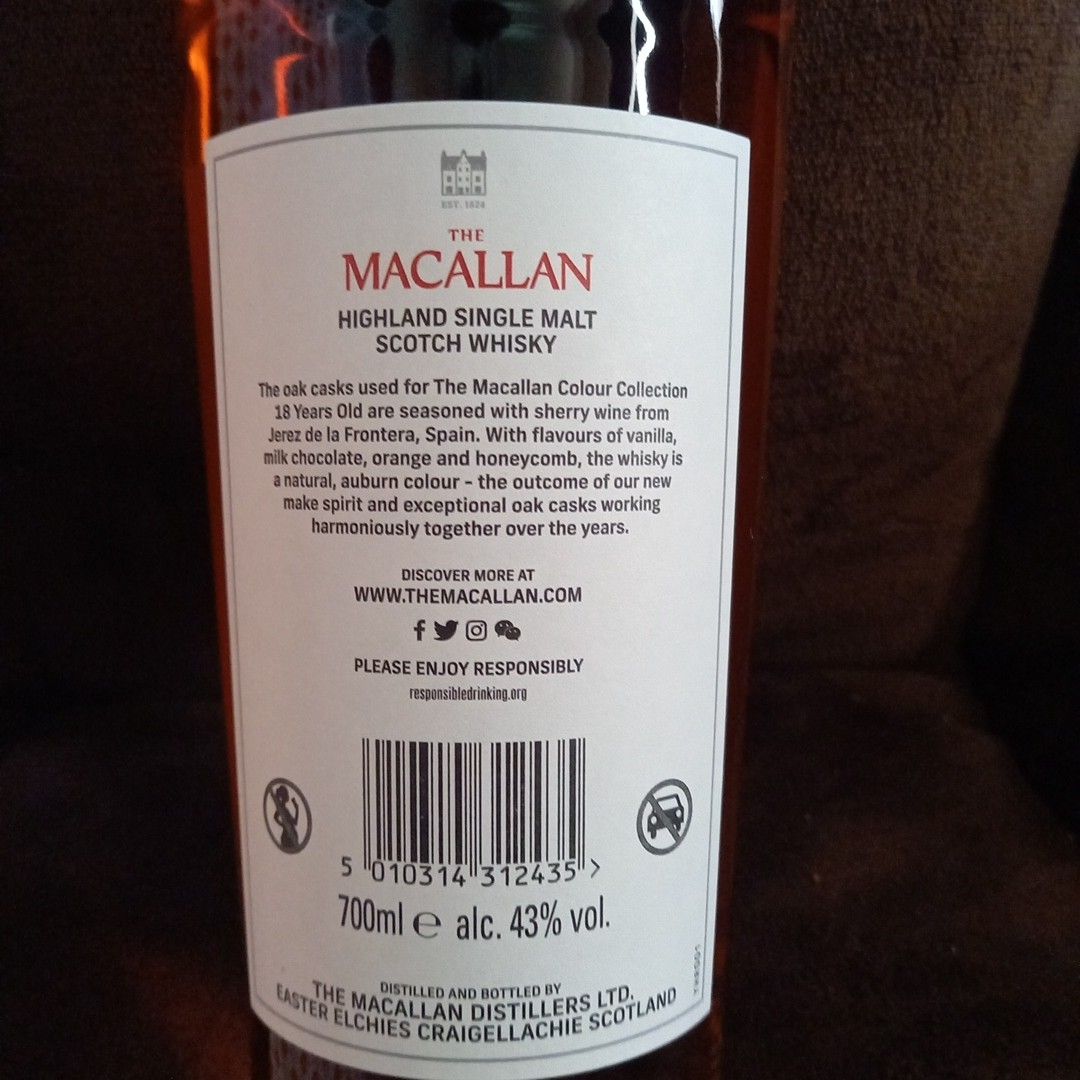 EST. 1824
THE
MACALLAN
HIGHLAND SINGLE MALT
SCOTCH WHISKY
The oak casks used for The Macallan Colour Collection
18 Years Old are seasoned with sherry wine from
Jerez de la Frontera, Spain. With flavours of vanilla,
milk chocolate, orange and honeycomb, the whisky is
a natural, auburn colour - the outcome of our new
make spirit and exceptional oak casks working
harmoniously together over the years.
DISCOVER MORE AT
WWW.THEMACALLAN.COM
PLEASE ENJOY RESPONSIBLY
responsibledrinking.org
5 010314 312435 >
700ml e alc. 43% vol.
DISTILLED AND BOTTLED BY
THE MACALLAN DISTILLERS LTD.
EASTER ELCHIES CRAIGELLACHIE SCOTLAND